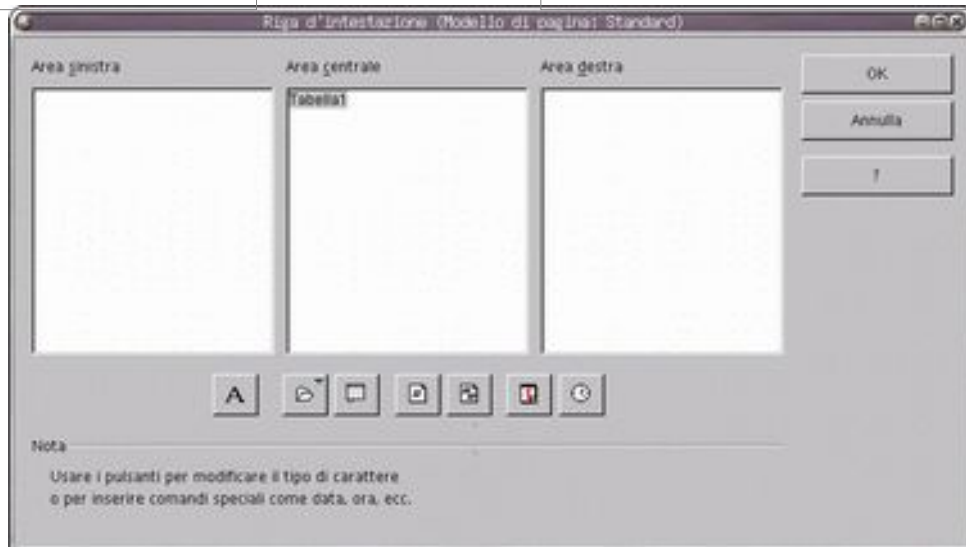 Riga d'intestazione (Modello di pagina: Standard)
Area sinistra
Area centrale
Area destra
Tabella1
OK
Annulla
?
A
Nota
Usare i pulsanti per modificare il tipo di carattere
o per inserire comandi speciali come data, ora, ecc.